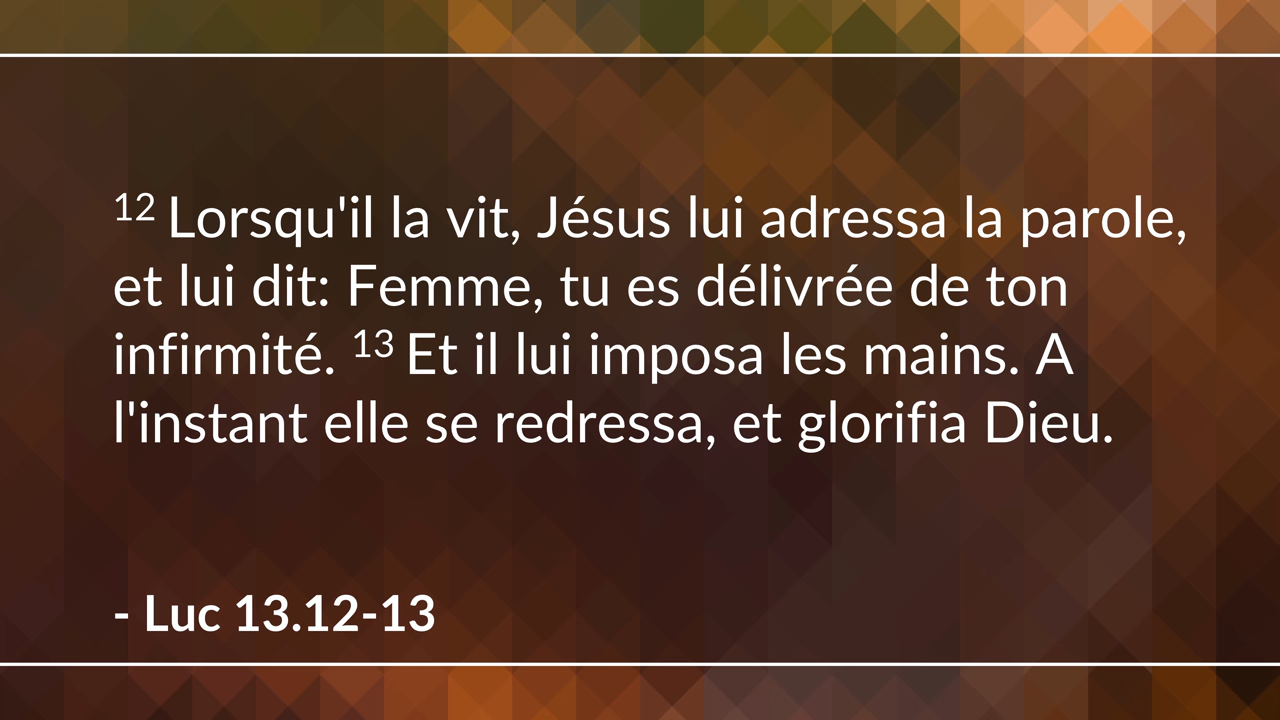 12 Lorsqu'il la vit, Jésus lui adressa la parole,
et lui dit: Femme, tu es délivrée de ton
infirmité. 13 Et il lui imposa les mains. A
l'instant elle se redressa, et glorifia Dieu.
- Luc 13.12-13